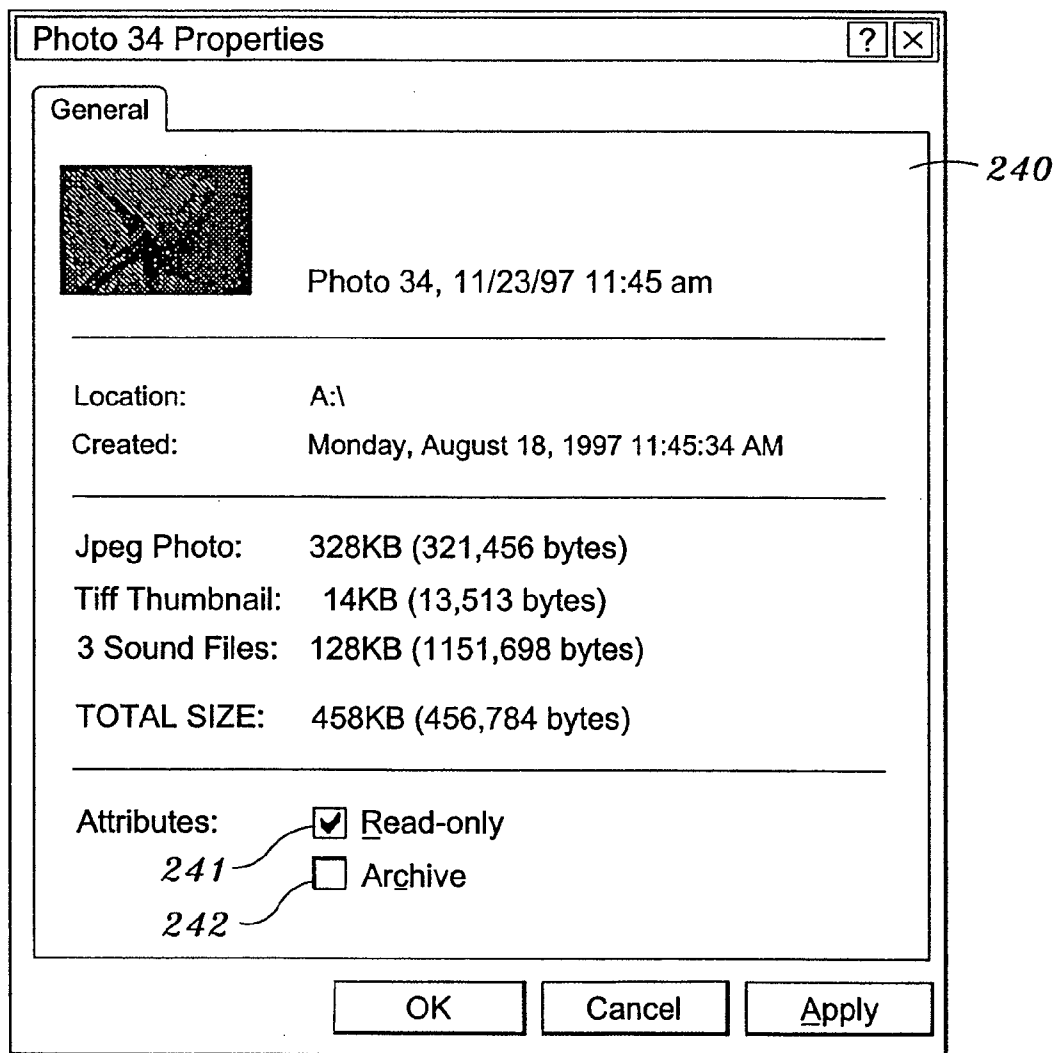 Photo 34 Properties ? ×
General
240
Photo 34, 11/23/97 11:45 am
Location: A:\
Created: Monday, August 18, 1997 11:45:34 AM
Jpeg Photo: 328KB (321,456 bytes)
Tiff Thumbnail: 14KB (13,513 bytes)
3 Sound Files: 128KB (1151,698 bytes)
TOTAL SIZE: 458KB (456,784 bytes)
Attributes: Read-only
241
Archive
242
OK Cancel Apply